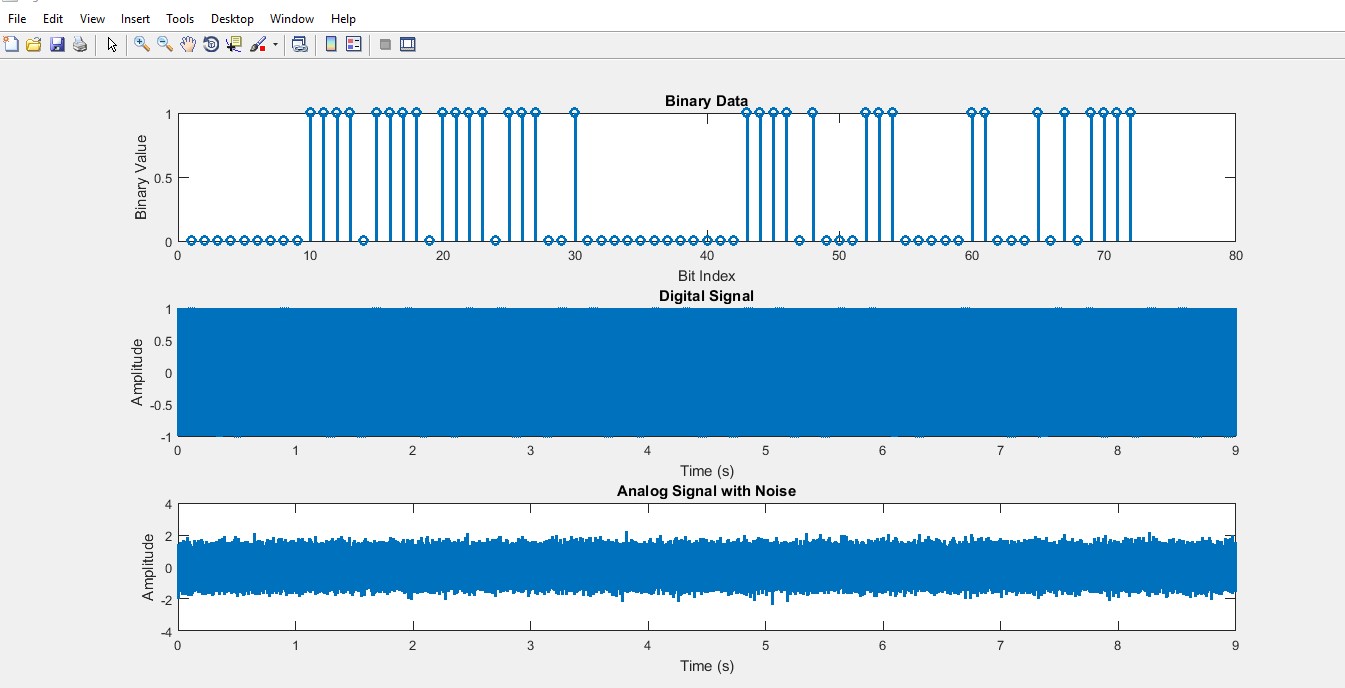 File Edit View Insert Tools Desktop Window Help
Binary Data
Binary Value
1
0.5
0
0 10 20 30 40 50 60 70 80
Bit Index
Digital Signal
Amplitude
1
0.5
0
-0.5
-1
0 1 2 3 4 5 6 7 8 9
Time (s)
Analog Signal with Noise
Amplitude
4
2
0
-2
-4
0 1 2 3 4 5 6 7 8 9
Time (s)